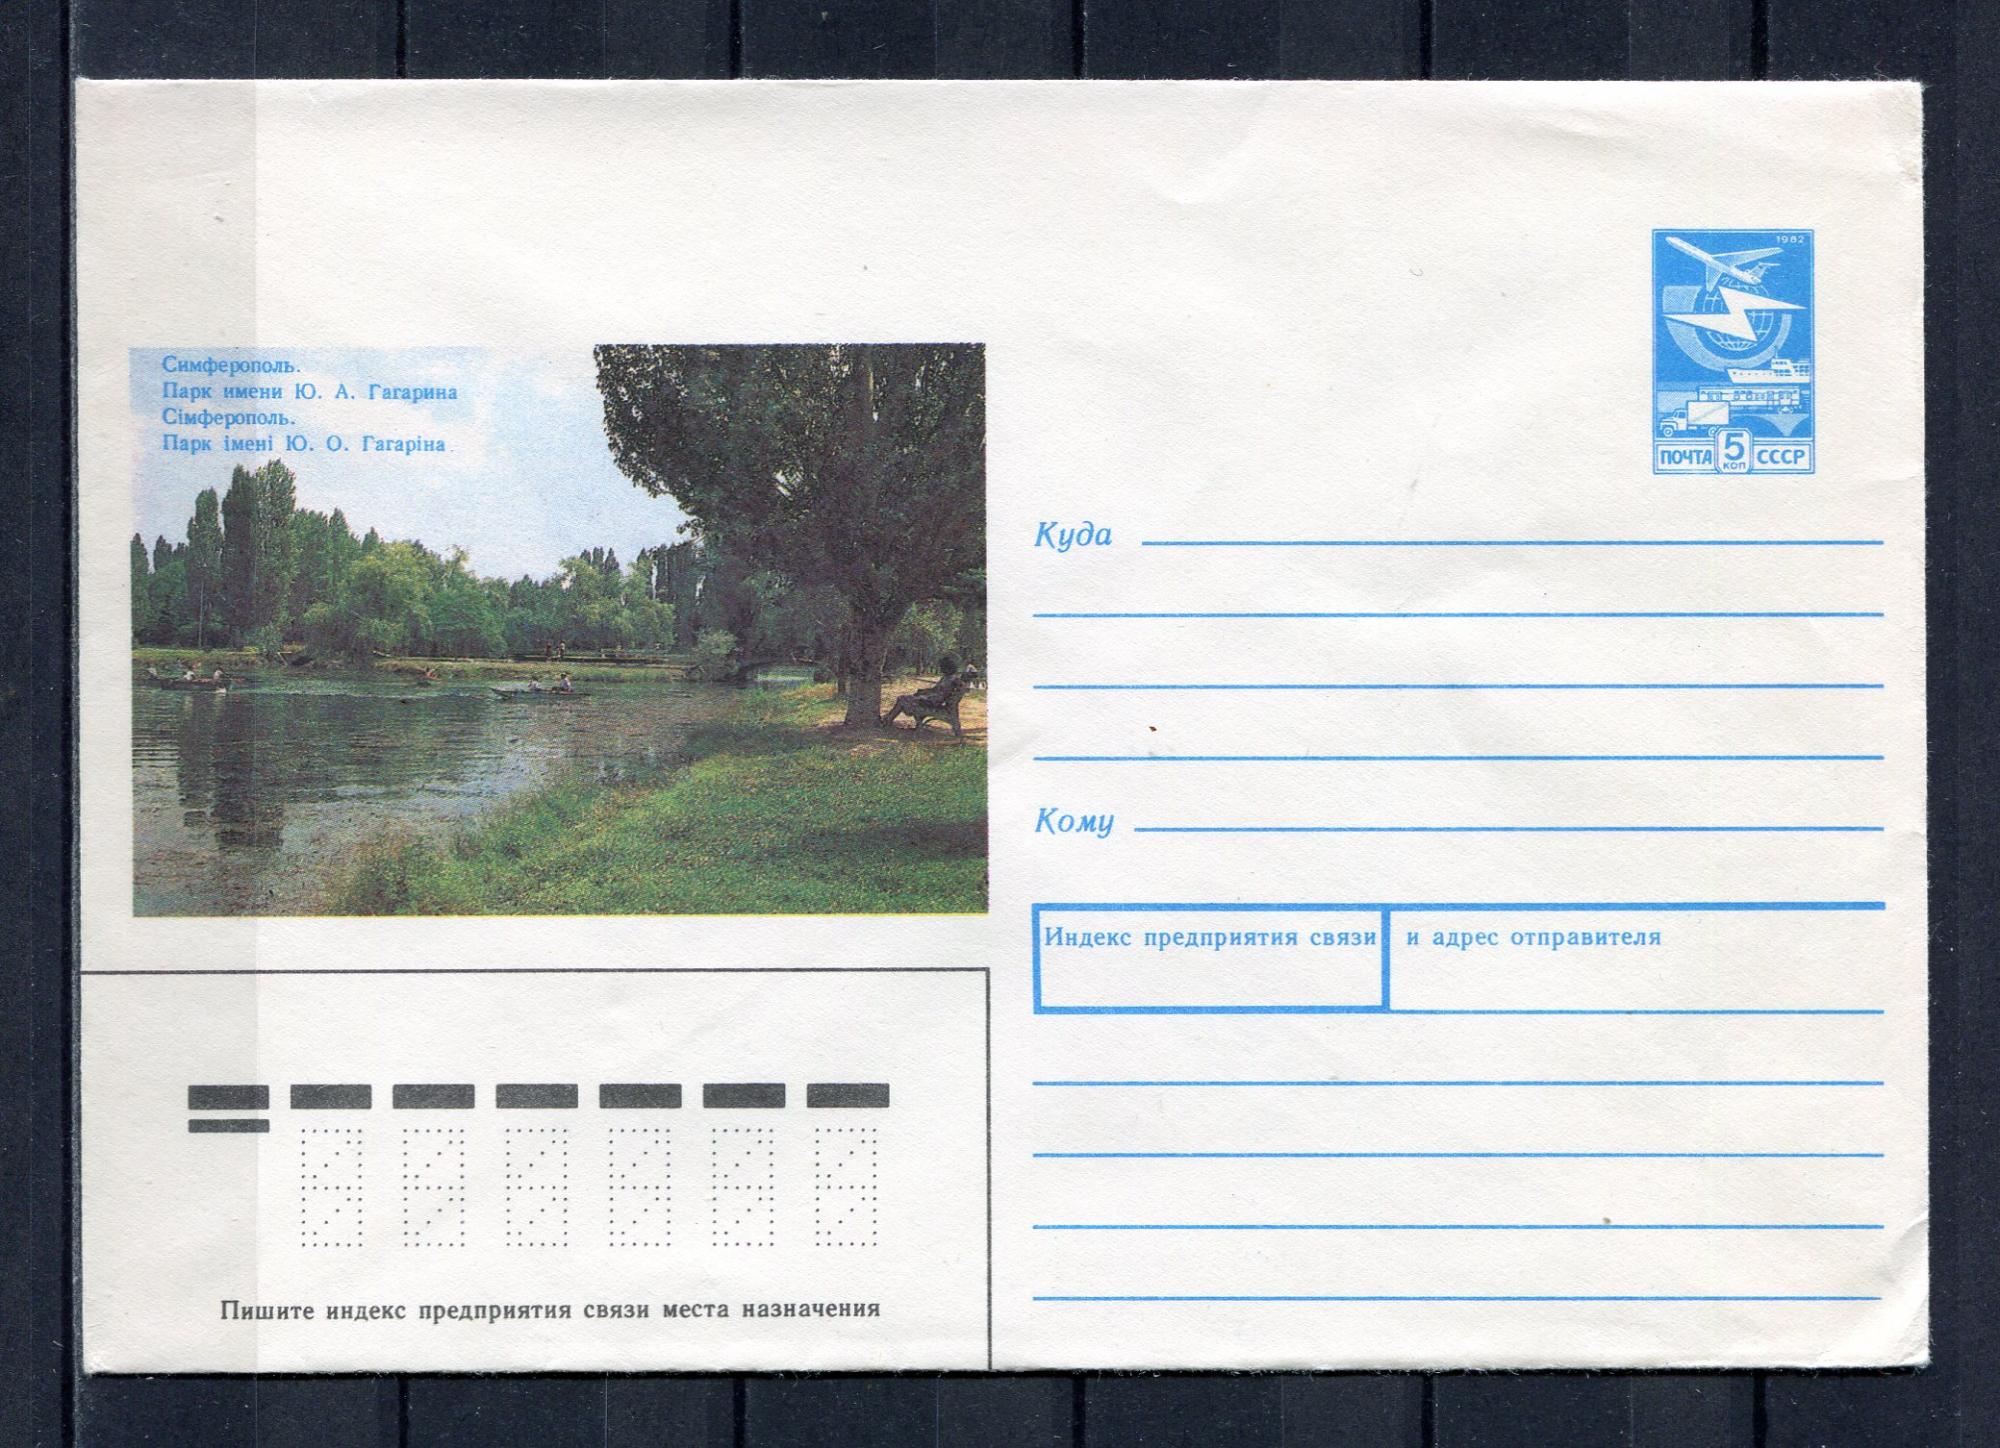 Симферополь.
Парк имени Ю. А. Гагарина
Сімферополь.
Парк імені Ю. О. Гагаріна
1982
ПОЧТА 5 КОП СССР
Куда
Кому
Индекс предприятия связи и адрес отправителя
Пишите индекс предприятия связи места назначения